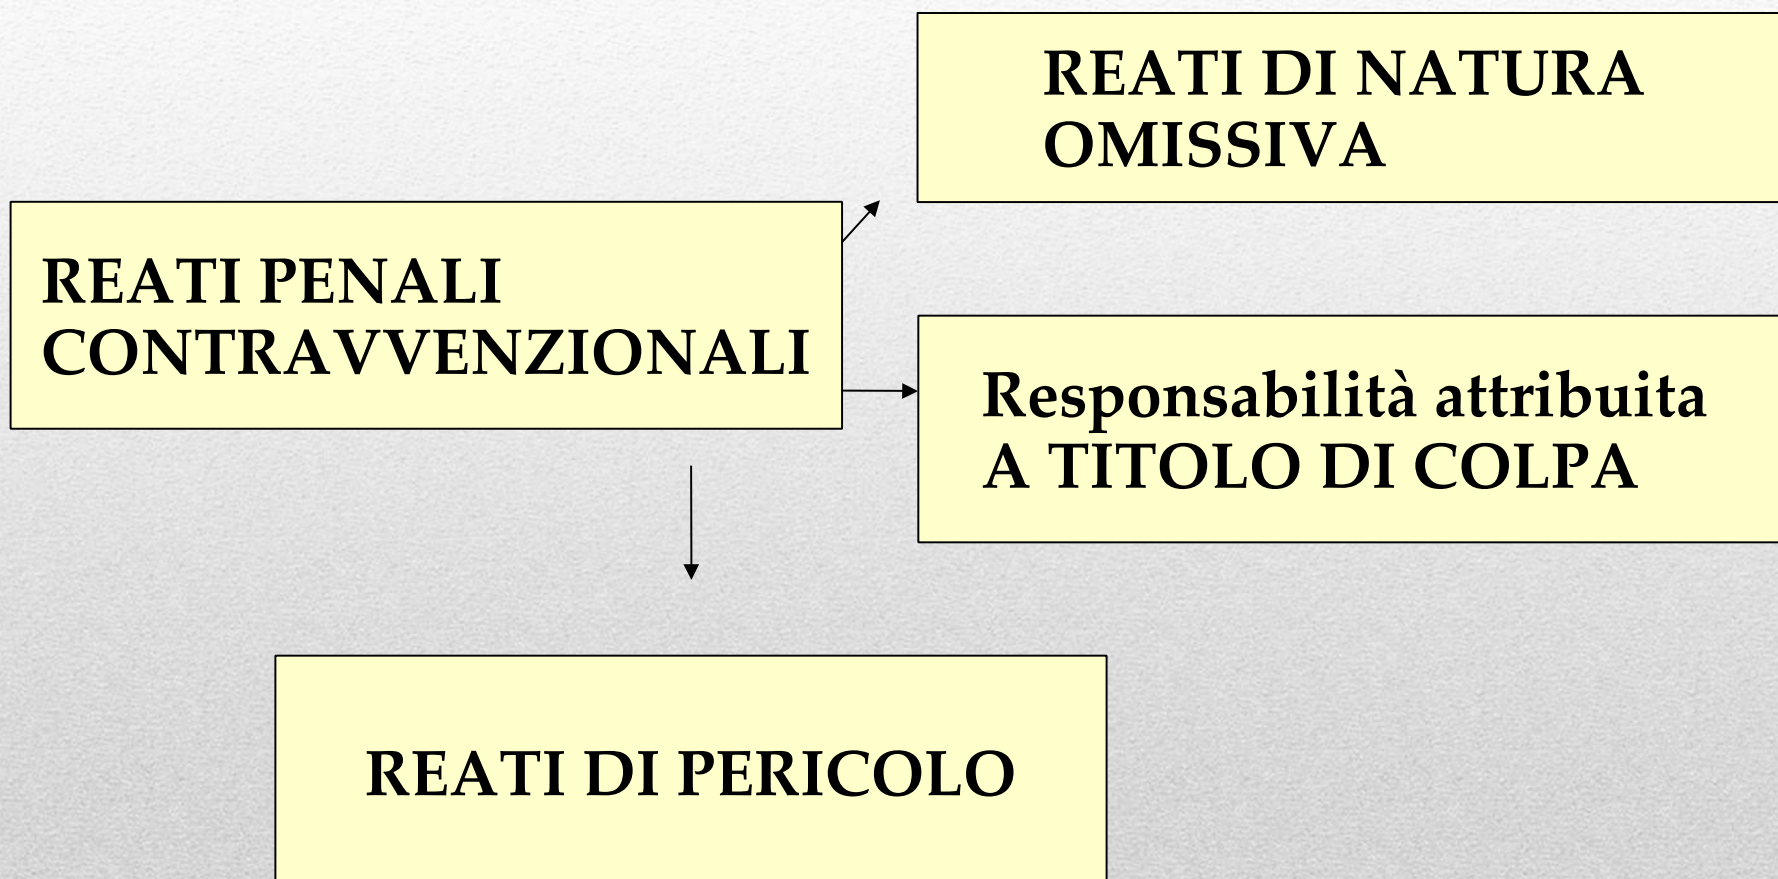 REATI DI NATURA
OMISSIVA
REATI PENALI
CONTRAVVENZIONALI
Responsabilità attribuita
A TITOLO DI COLPA
REATI DI PERICOLO